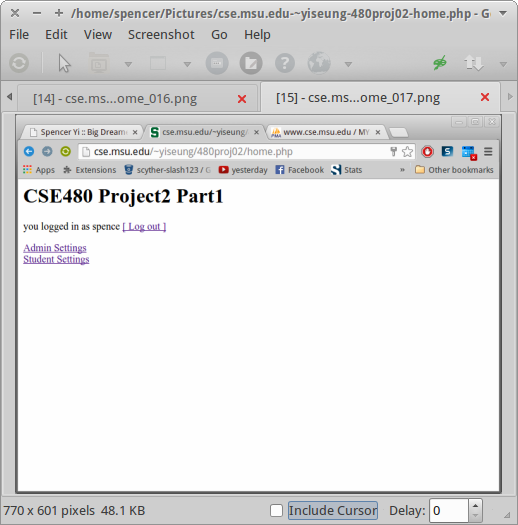 /home/spencer/Pictures/cse.msu.edu-~yiseung-480proj02-home.php - G
File Edit View Screenshot Go Help
[14] - cse.ms...ome_016.png
[15] - cse.ms...ome_017.png
Spencer Yi :: Big Dreame
cse.msu.edu/~yiseung/
www.cse.msu.edu / MY
cse.msu.edu/~yiseung/480proj02/home.php
Apps Extensions scyther-slash123 / G yesterday Facebook Stats » Other bookmarks
CSE480 Project2 Part1
you logged in as spence [ Log out ]
Admin Settings
Student Settings
770 x 601 pixels 48.1 KB Include Cursor Delay: 0